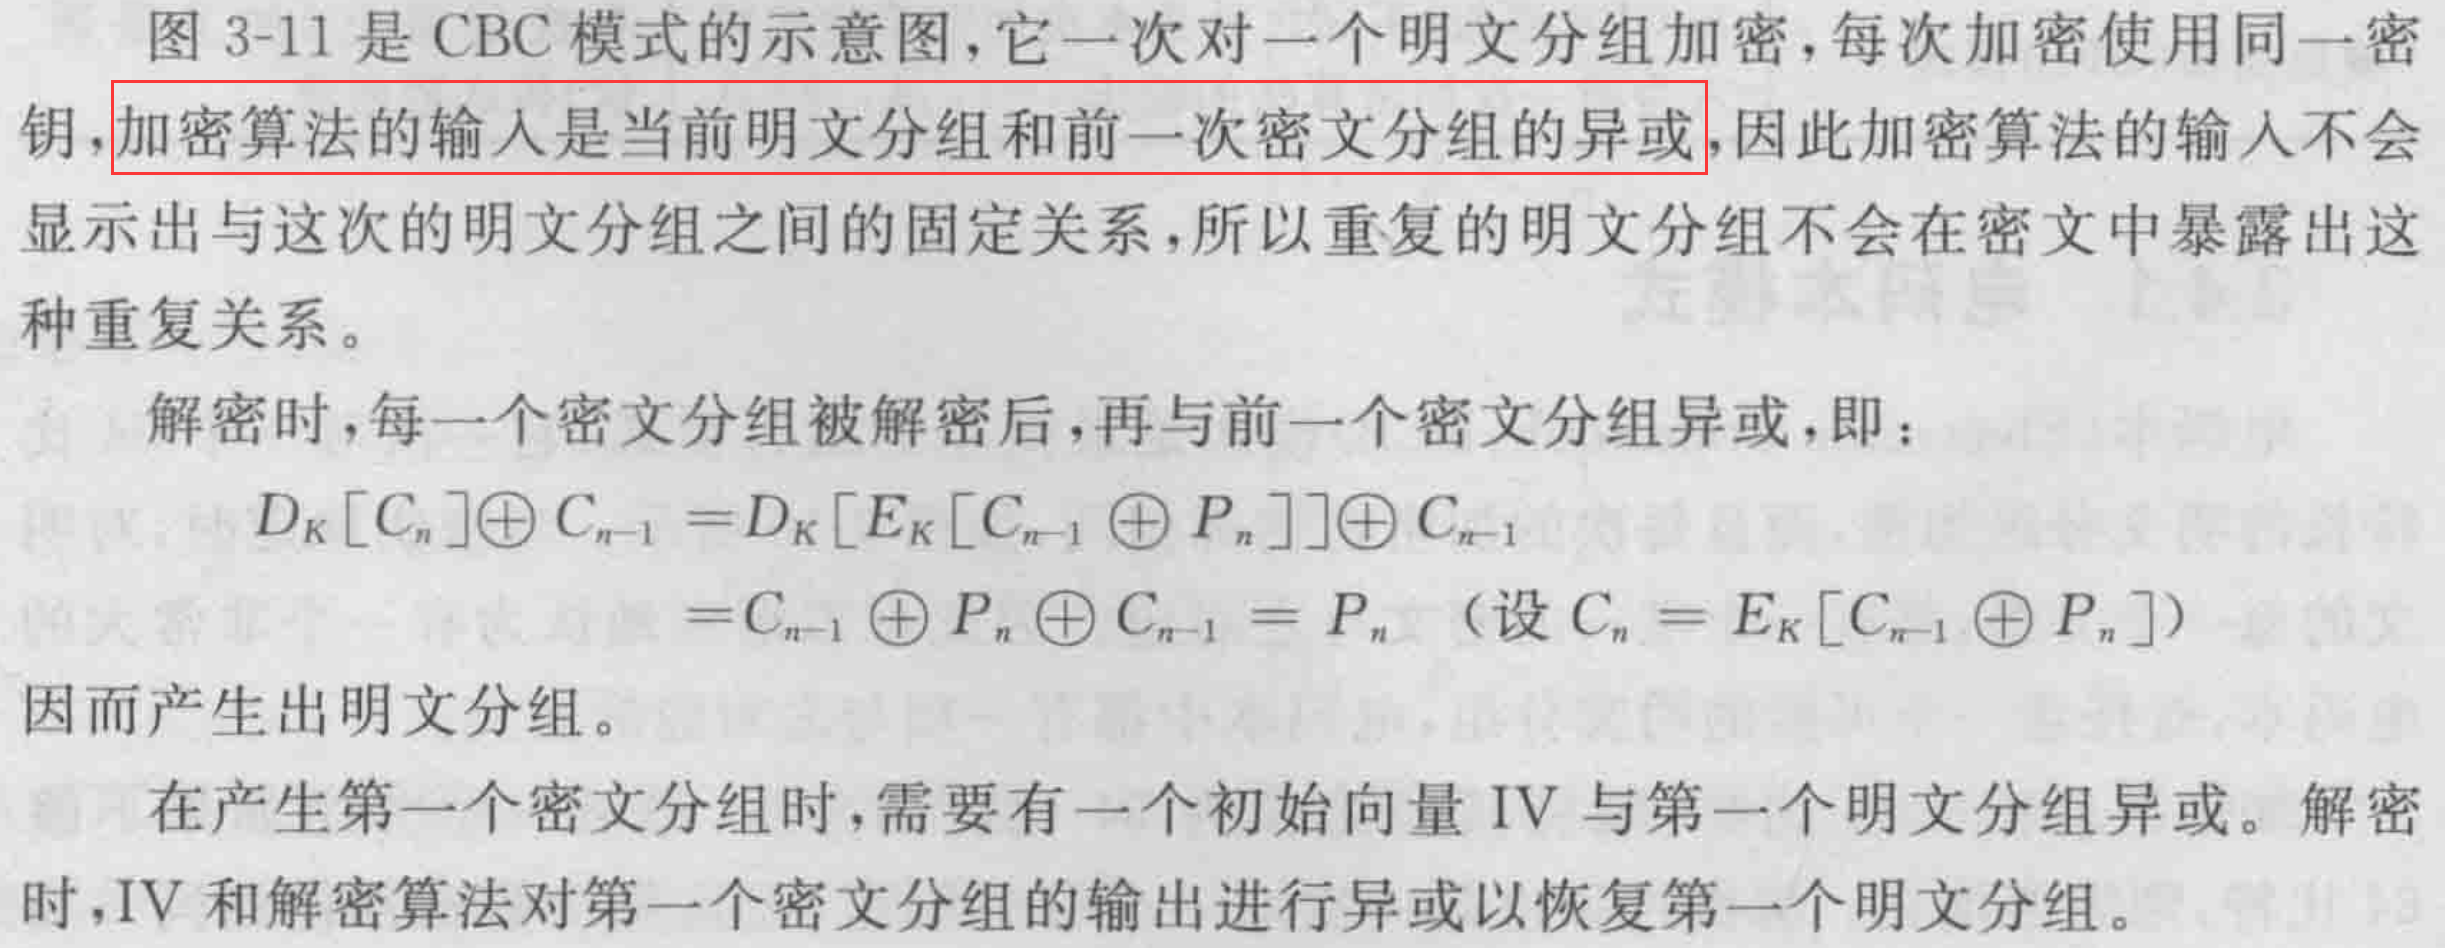 图 3-11 是 CBC 模式的示意图,它一次对一个明文分组加密,每次加密使用同一密
钥,加密算法的输入是当前明文分组和前一次密文分组的异或,因此加密算法的输入不会
显示出与这次的明文分组之间的固定关系,所以重复的明文分组不会在密文中暴露出这
种重复关系。
解密时,每一个密文分组被解密后,再与前一个密文分组异或,即:
D_K[C_n]⊕C_{n-1}=D_K[E_K[C_{n-1}⊕P_n]]⊕C_{n-1}
=C_{n-1}⊕P_n⊕C_{n-1}=P_n (设 C_n=E_K[C_{n-1}⊕P_n])
因而产生出明文分组。
在产生第一个密文分组时,需要有一个初始向量 IV 与第一个明文分组异或。解密
时,IV 和解密算法对第一个密文分组的输出进行异或以恢复第一个明文分组。